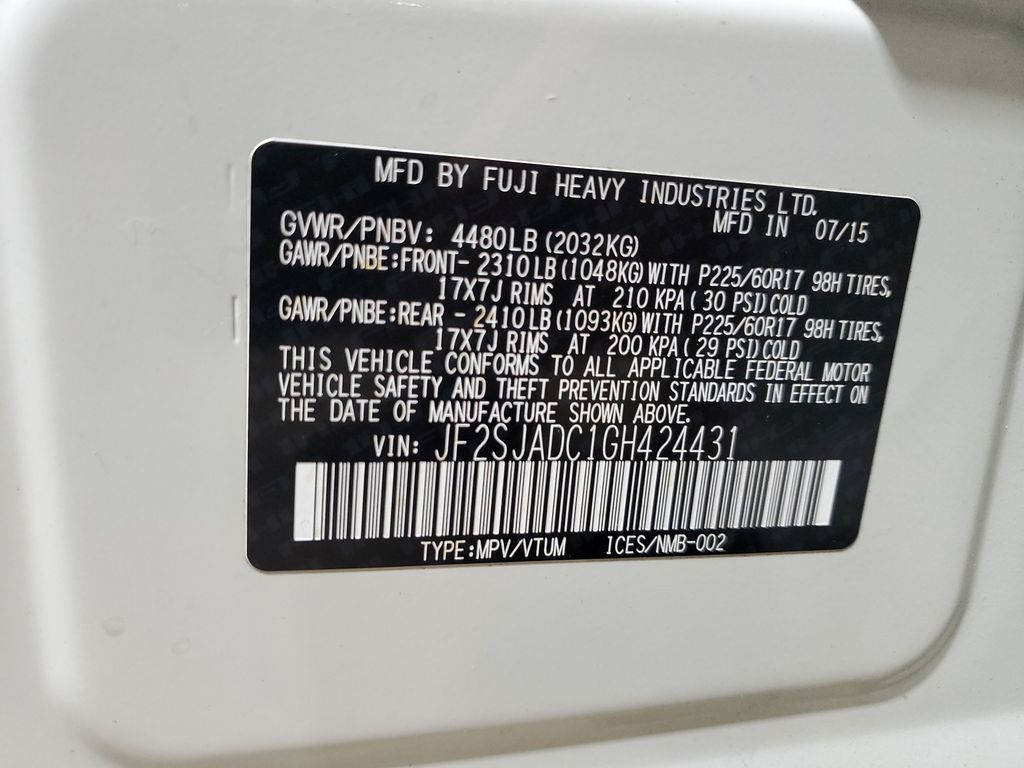 MFD BY FUJI HEAVY INDUSTRIES LTD.
MFD IN 07/15
GVWR/PNBV: 4480LB (2032KG)
GAWR/PNBE:FRONT- 2310LB (1048KG) WITH P225/60R17 98H TIRES,
17X7J RIMS AT 210 KPA ( 30 PSI) COLD
GAWR/PNBE:REAR - 2410LB (1093KG) WITH P225/60R17 98H TIRES,
17X7J RIMS AT 200 KPA ( 29 PSI) COLD
THIS VEHICLE CONFORMS TO ALL APPLICABLE FEDERAL MOTOR
VEHICLE SAFETY AND THEFT PREVENTION STANDARDS IN EFFECT ON
THE DATE OF MANUFACTURE SHOWN ABOVE.
VIN: JF2SJADC1GH424431
TYPE:MPV/VTUM ICES/NMB-002